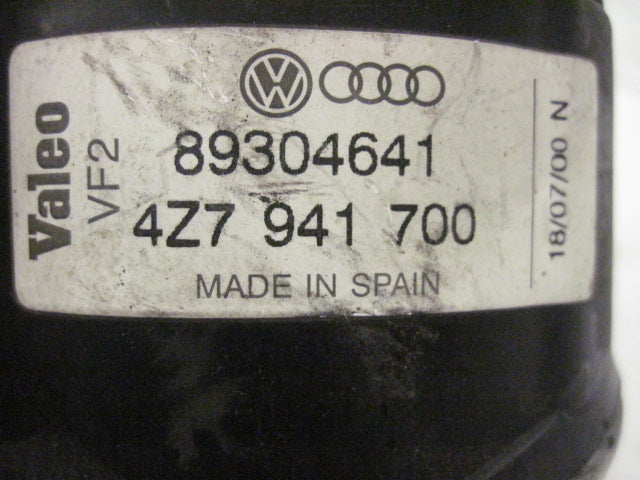 Valeo
VF2
89304641
4Z7 941 700
MADE IN SPAIN
18/07/00 N